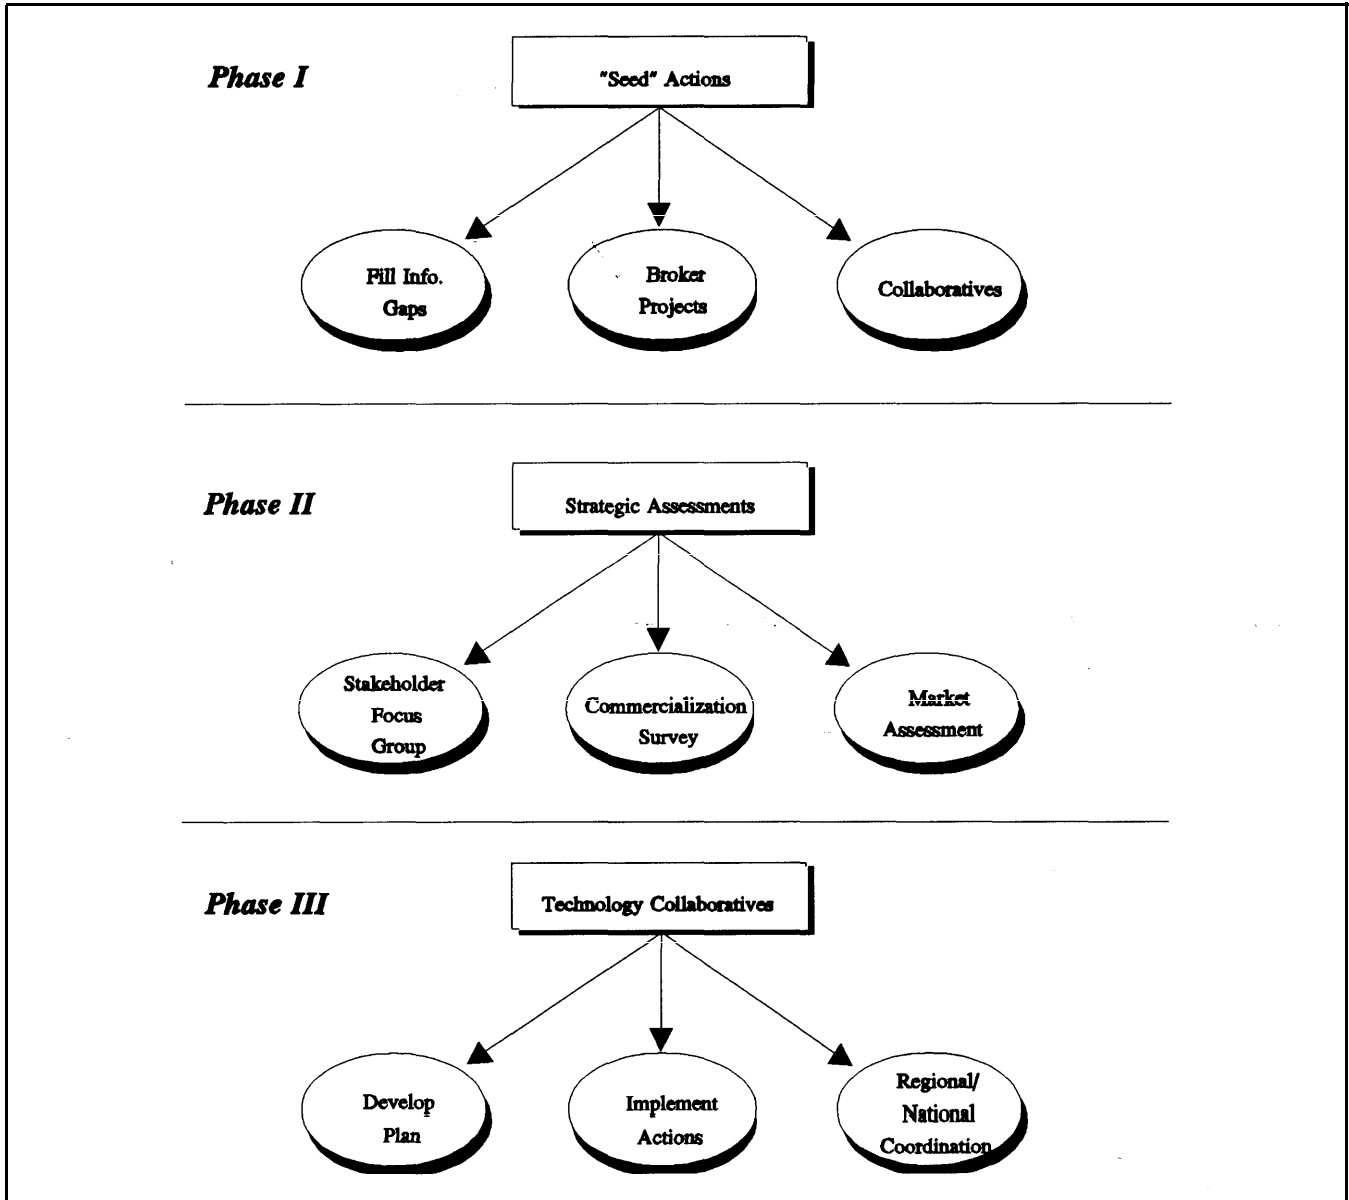 Phase I
"Seed" Actions
Fill Info.
Gaps
Broker
Projects
Collaboratives
Phase II
Strategic Assessments
Stakeholder
Focus
Group
Commercialization
Survey
Market
Assessment
Phase III
Technology Collaboratives
Develop
Plan
Implement
Actions
Regional/
National
Coordination